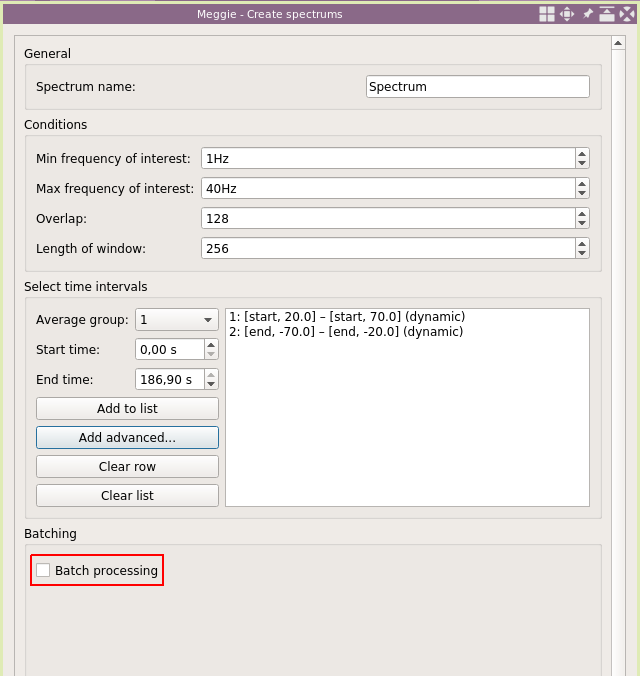 Meggie - Create spectrums
General
Spectrum name: Spectrum
Conditions
Min frequency of interest: 1Hz
Max frequency of interest: 40Hz
Overlap: 128
Length of window: 256
Select time intervals
Average group: 1
Start time: 0,00 s
End time: 186,90 s
Add to list
Add advanced...
Clear row
Clear list
1: [start, 20.0] – [start, 70.0] (dynamic)
2: [end, -70.0] – [end, -20.0] (dynamic)
Batching
Batch processing